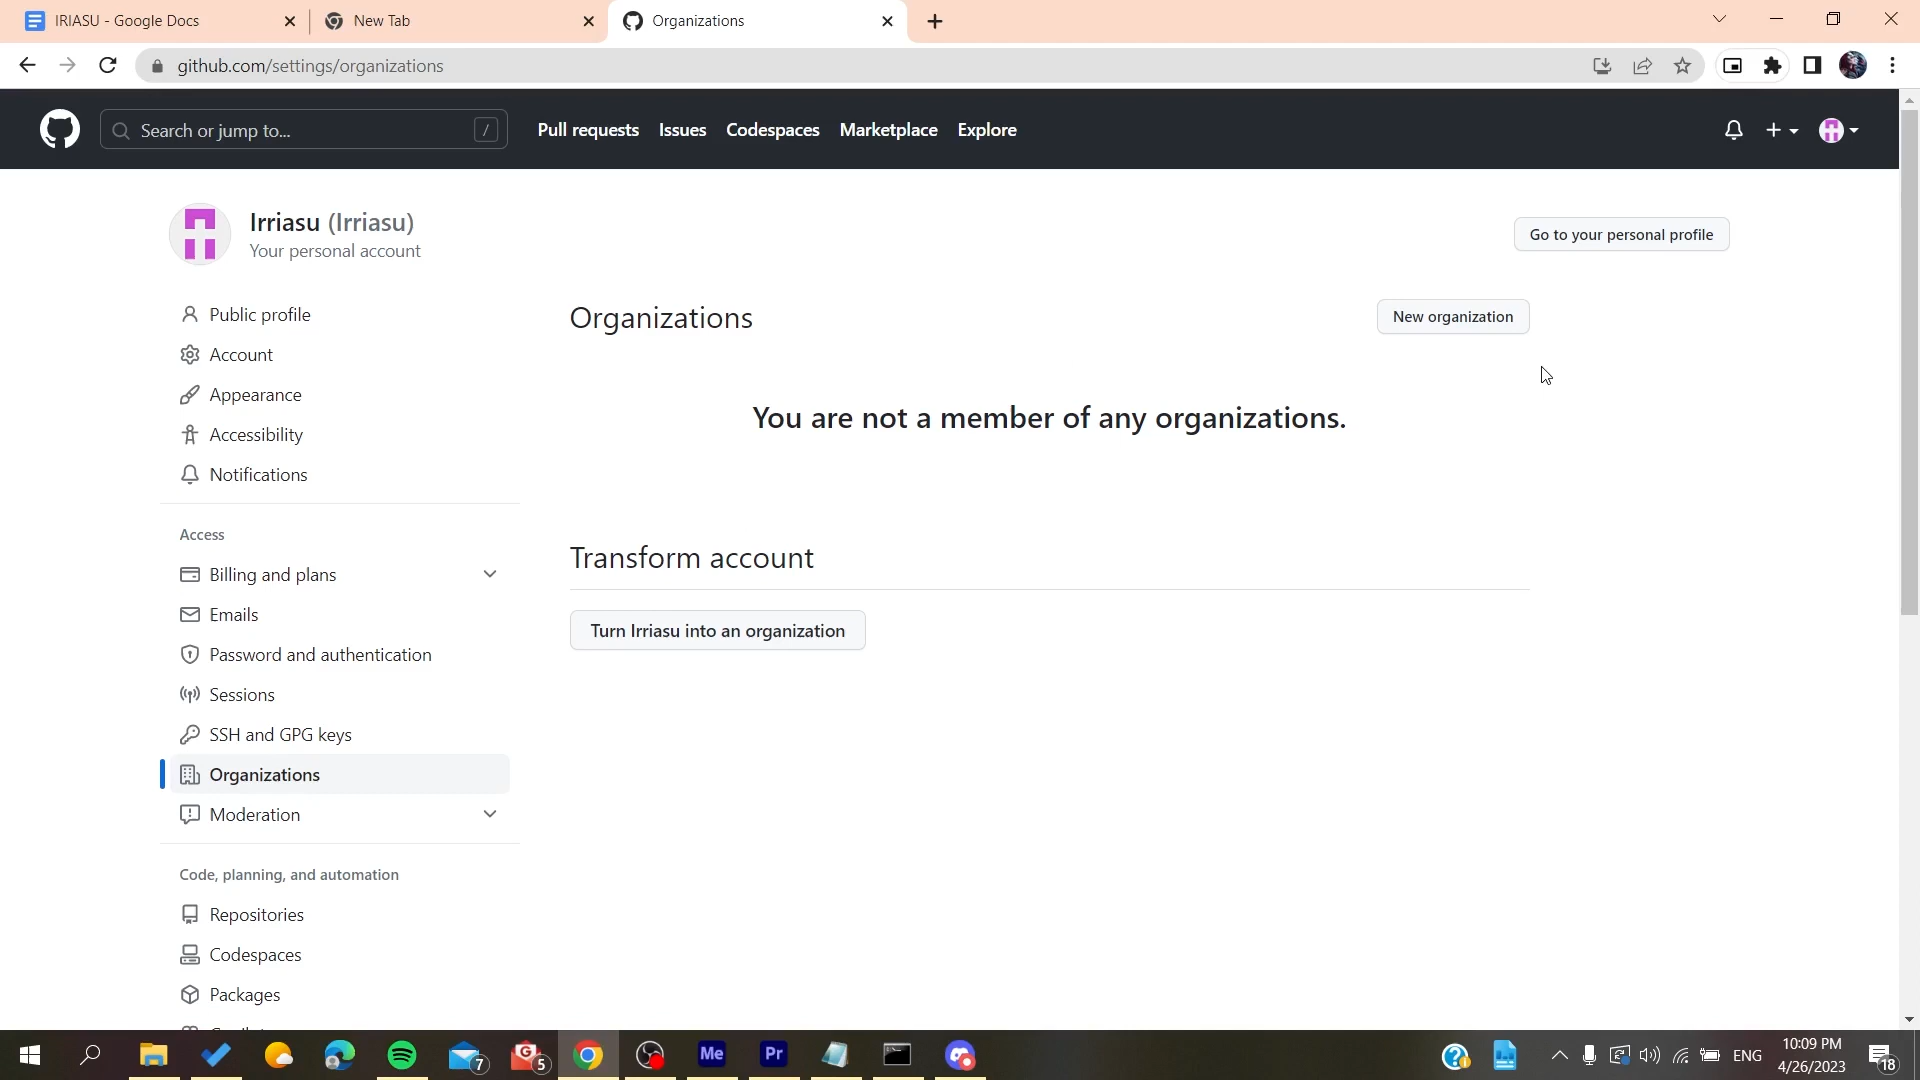 IRIASU - Google Docs
New Tab
Organizations
github.com/settings/organizations
Search or jump to...
/
Pull requests
Issues
Codespaces
Marketplace
Explore
Irriasu (Irriasu)
Your personal account
Go to your personal profile
Public profile
Account
Appearance
Accessibility
Notifications
Access
Billing and plans
Emails
Password and authentication
Sessions
SSH and GPG keys
Organizations
Moderation
Code, planning, and automation
Repositories
Codespaces
Packages
Organizations
New organization
You are not a member of any organizations.
Transform account
Turn Irriasu into an organization
7
G
5
Me
Pr
ENG
10:09 PM
4/26/2023
18